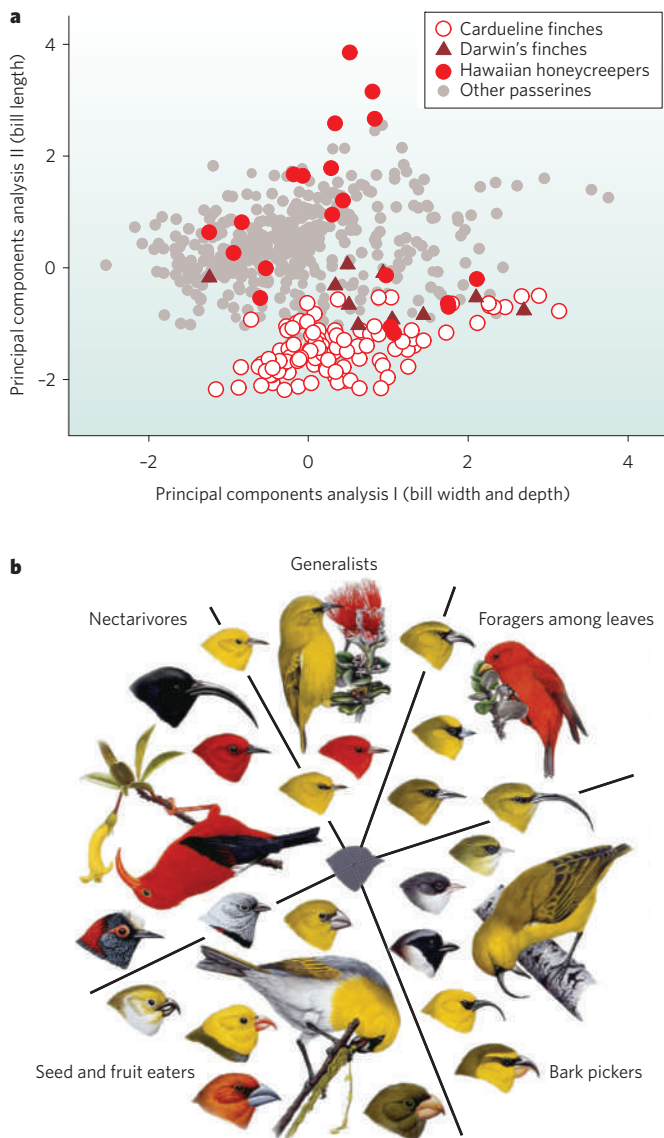 a
4
2
0
–2
Principal components analysis II (bill length)
Cardueline finches
Darwin's finches
Hawaiian honeycreepers
Other passerines
–2 0 2 4
Principal components analysis I (bill width and depth)
b
Generalists
Nectarivores
Foragers among leaves
Seed and fruit eaters
Bark pickers